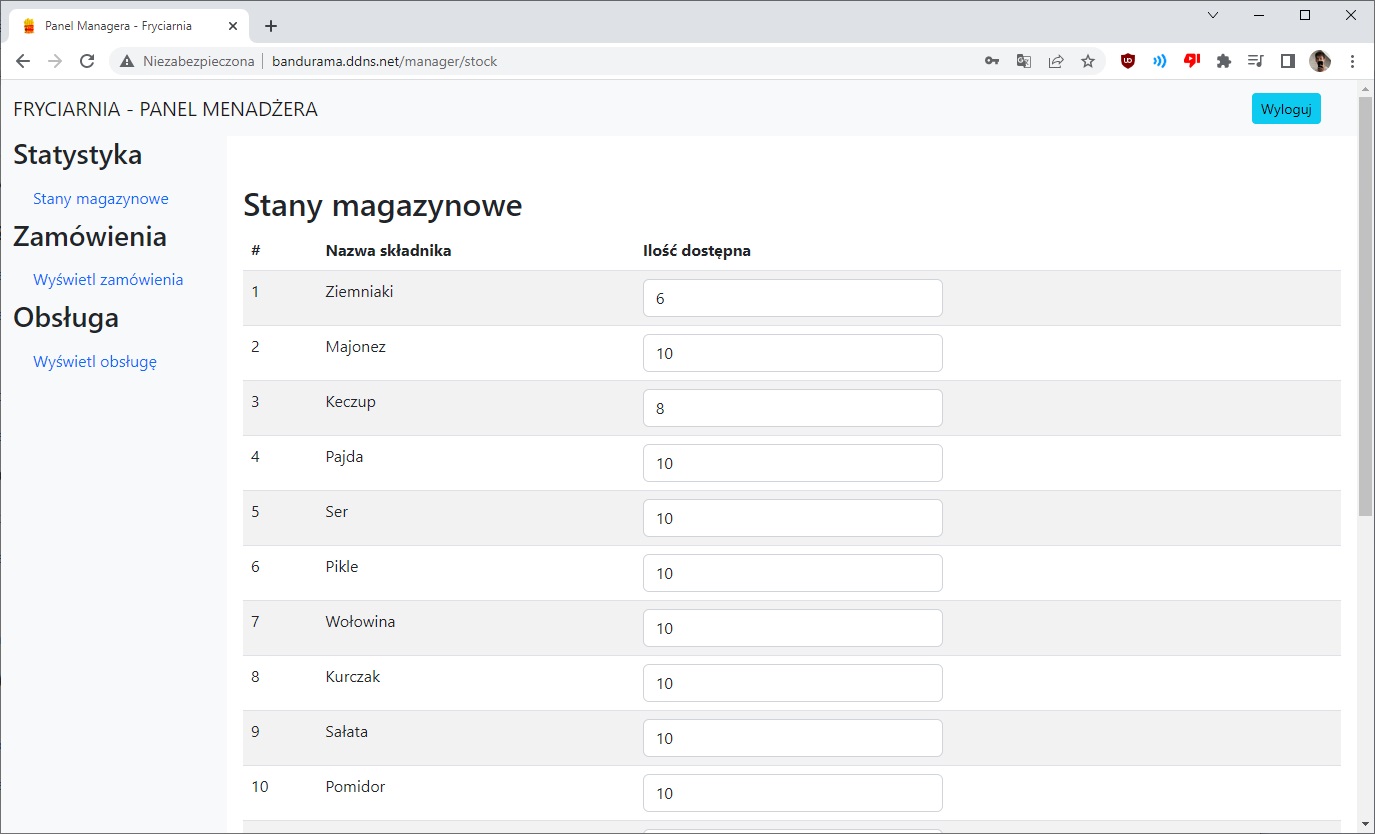 Panel Managera - Fryciarnia
Niezabezpieczona
bandurama.ddns.net/manager/stock
FRYCIARNIA - PANEL MENADŻERA
Wyloguj
Statystyka
Stany magazynowe
Zamówienia
Wyświetl zamówienia
Obsługa
Wyświetl obsługę
Stany magazynowe
# Nazwa składnika Ilość dostępna
1 Ziemniaki 6
2 Majonez 10
3 Keczup 8
4 Pajda 10
5 Ser 10
6 Pikle 10
7 Wołowina 10
8 Kurczak 10
9 Sałata 10
10 Pomidor 10